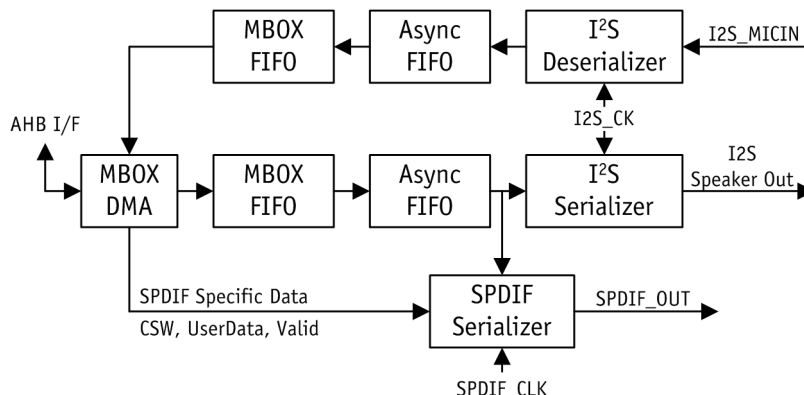 MBOX
FIFO
Async
FIFO
I²S
Deserializer
I2S_MICIN
AHB I/F
I2S_CK
MBOX
DMA
MBOX
FIFO
Async
FIFO
I²S
Serializer
I2S
Speaker Out
SPDIF Specific Data
CSW, UserData, Valid
SPDIF
Serializer
SPDIF_OUT
SPDIF_CLK